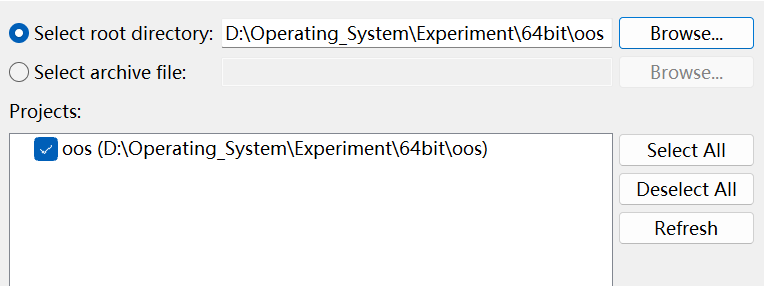 Select root directory: D:\Operating_System\Experiment\64bit\oos Browse...
Select archive file: Browse...
Projects:
oos (D:\Operating_System\Experiment\64bit\oos) Select All
Deselect All
Refresh